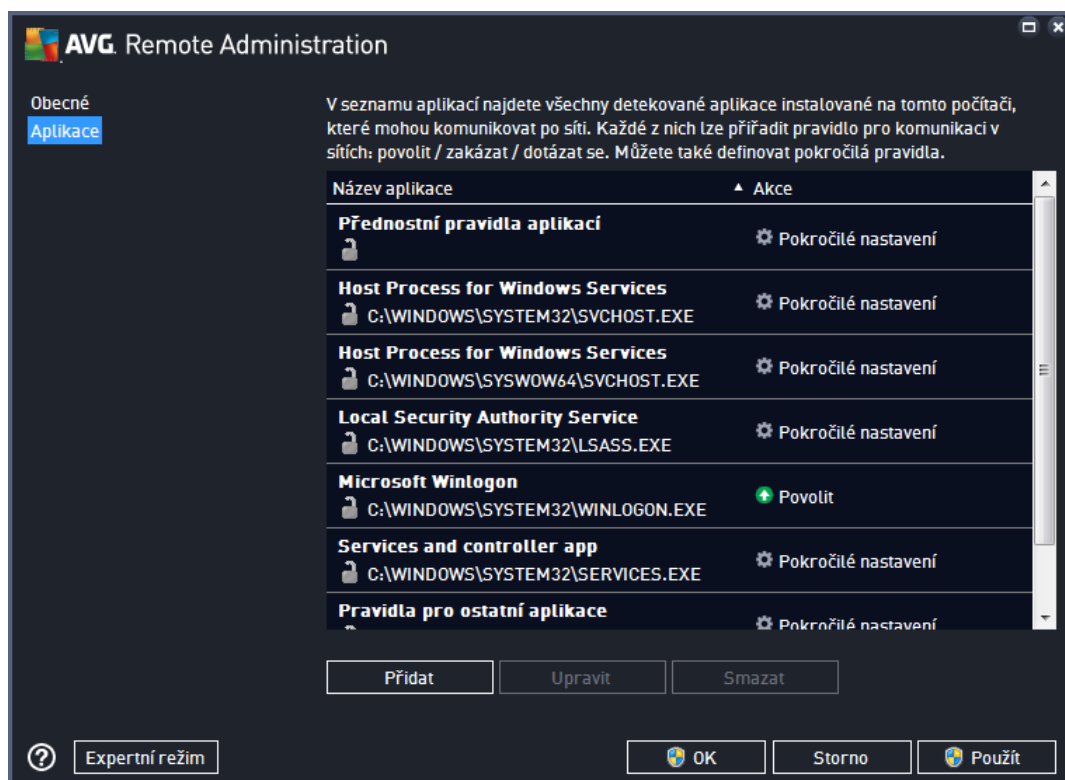 AVG. Remote Administration
Obecné
Aplikace
V seznamu aplikací najdete všechny detekované aplikace instalované na tomto počítači,
které mohou komunikovat po síti. Každé z nich lze přiřadit pravidlo pro komunikaci v
sítích: povolit / zakázat / dotázat se. Můžete také definovat pokročilá pravidla.
Název aplikace Akce
Přednostní pravidla aplikací
Pokročilé nastavení
Host Process for Windows Services
C:\WINDOWS\SYSTEM32\SVCHOST.EXE
Pokročilé nastavení
Host Process for Windows Services
C:\WINDOWS\SYSWOW64\SVCHOST.EXE
Pokročilé nastavení
Local Security Authority Service
C:\WINDOWS\SYSTEM32\LSASS.EXE
Pokročilé nastavení
Microsoft Winlogon
C:\WINDOWS\SYSTEM32\WINLOGON.EXE
Povolit
Services and controller app
C:\WINDOWS\SYSTEM32\SERVICES.EXE
Pokročilé nastavení
Pravidla pro ostatní aplikace
Pokročilé nastavení
Přidat Upravit Smazat
Expertní režim OK Storno Použít